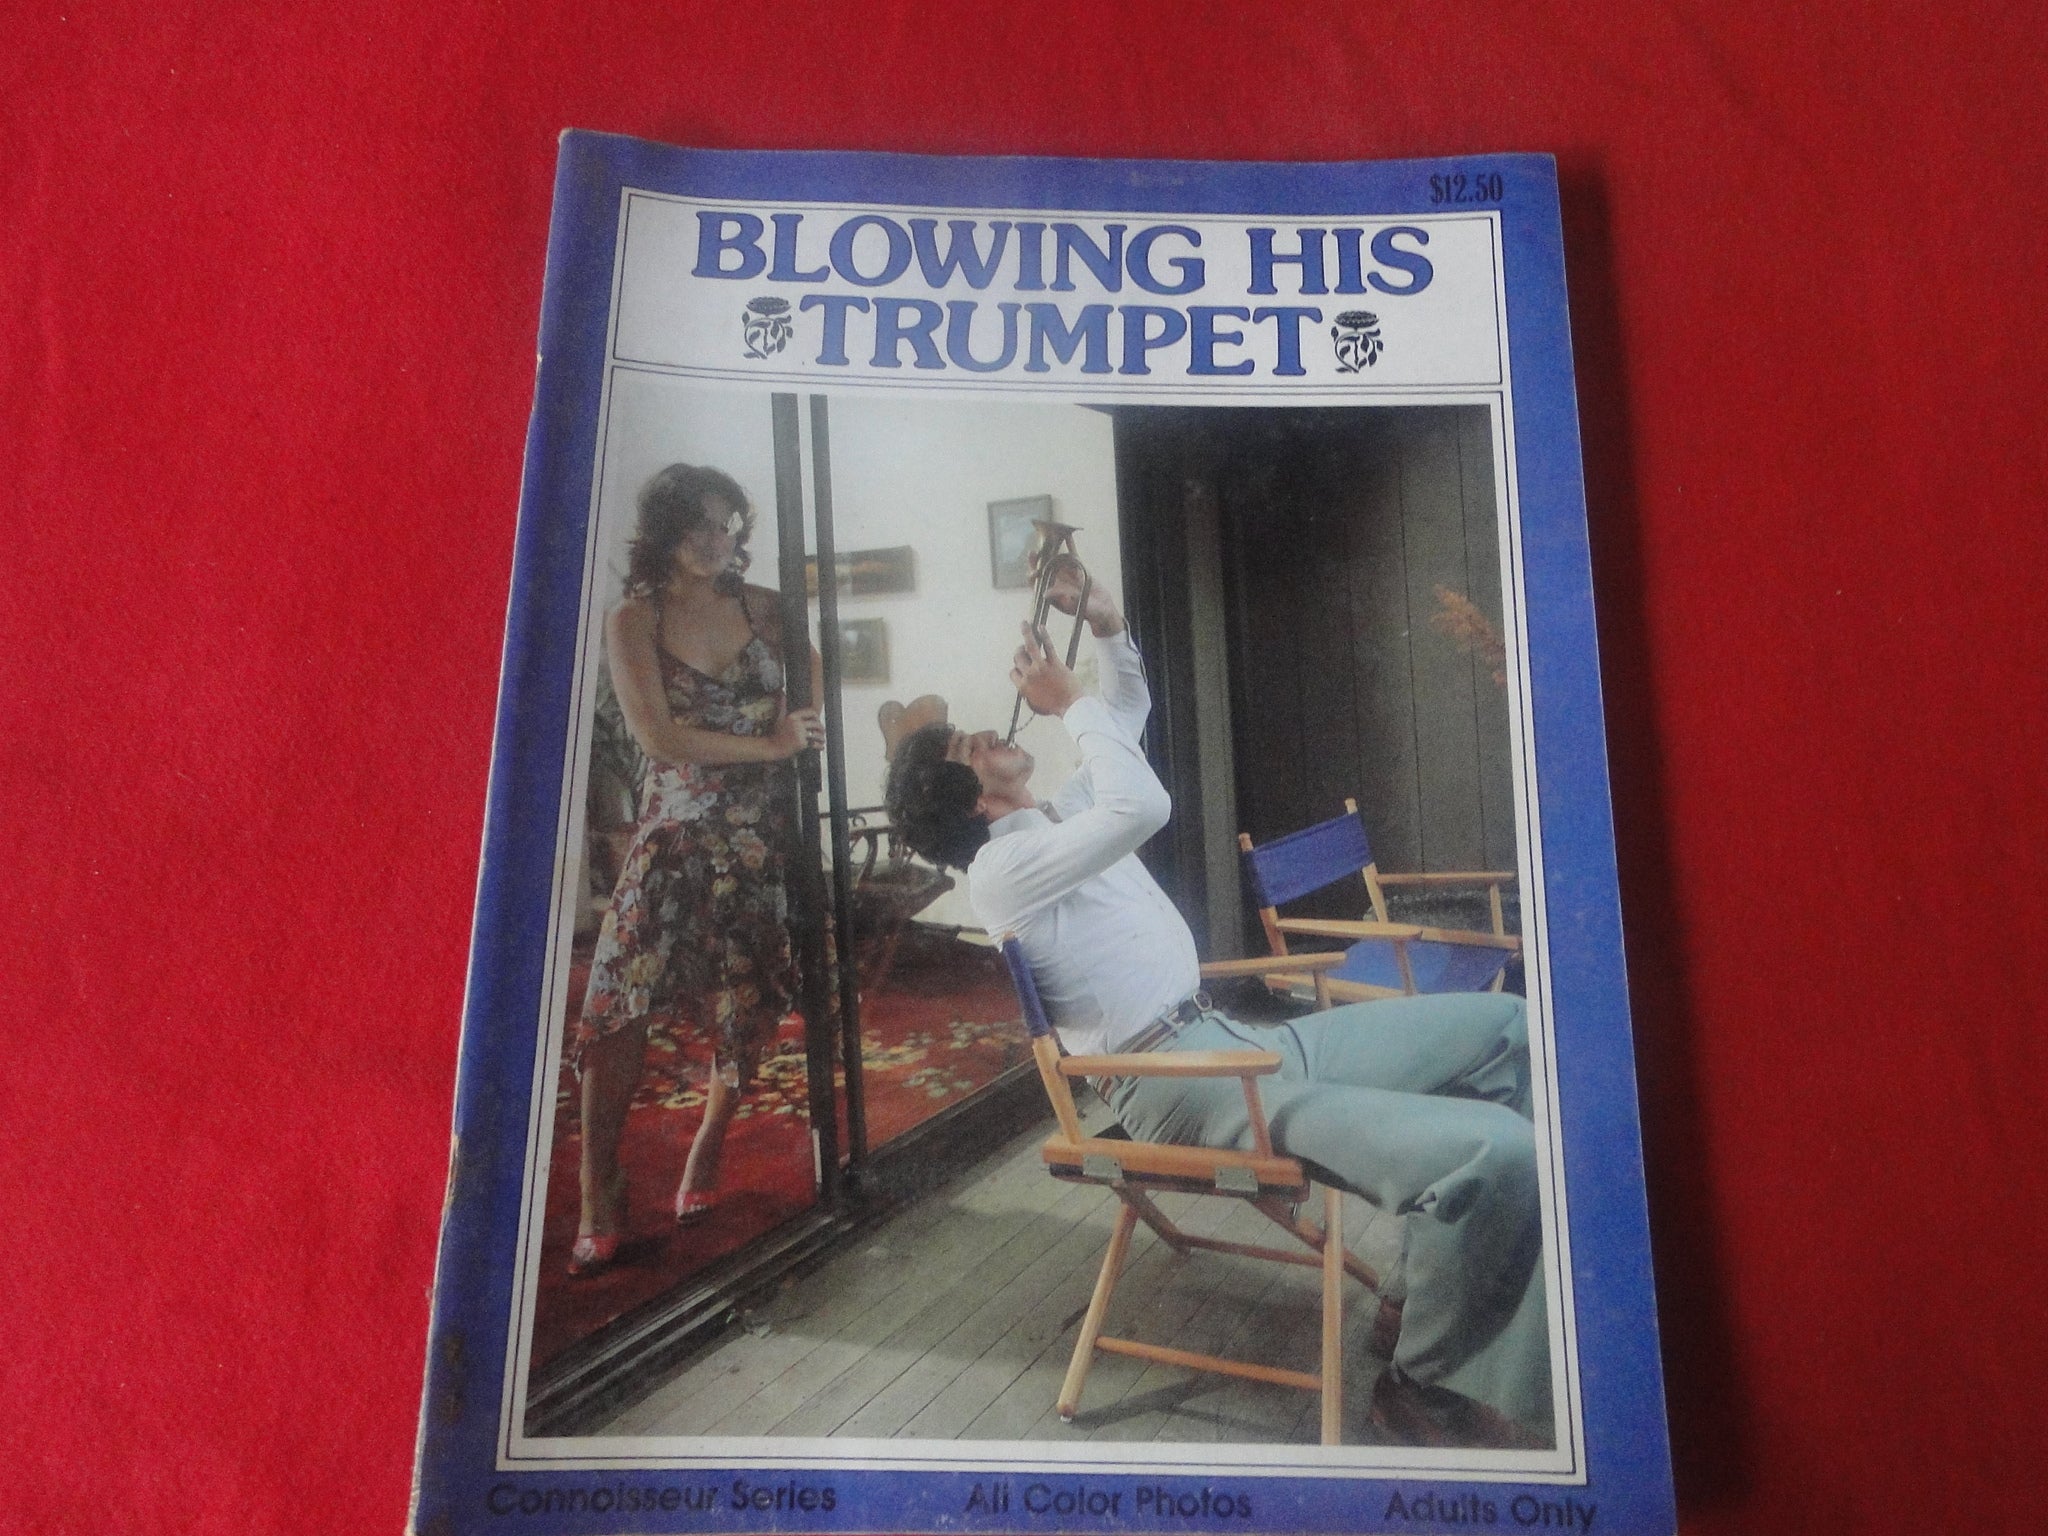 $12.50
BLOWING HIS
TRUMPET
Connoisseur Series All Color Photos Adults Only